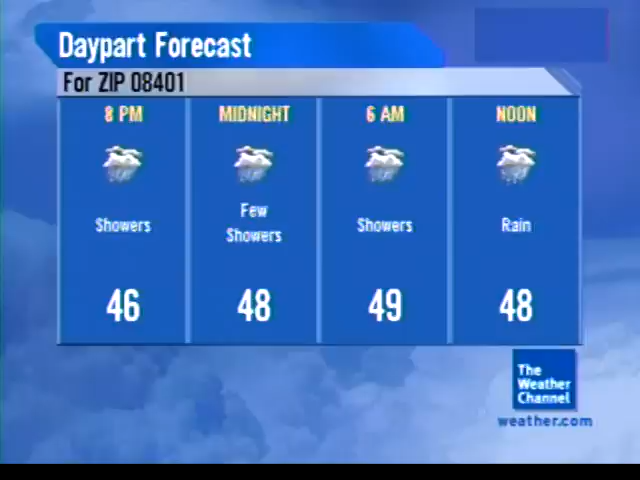 Daypart Forecast
For ZIP 08401
8 PM
MIDNIGHT
6 AM
NOON
Showers
Few
Showers
Showers
Rain
46
48
49
48
The
Weather
Channel
weather.com